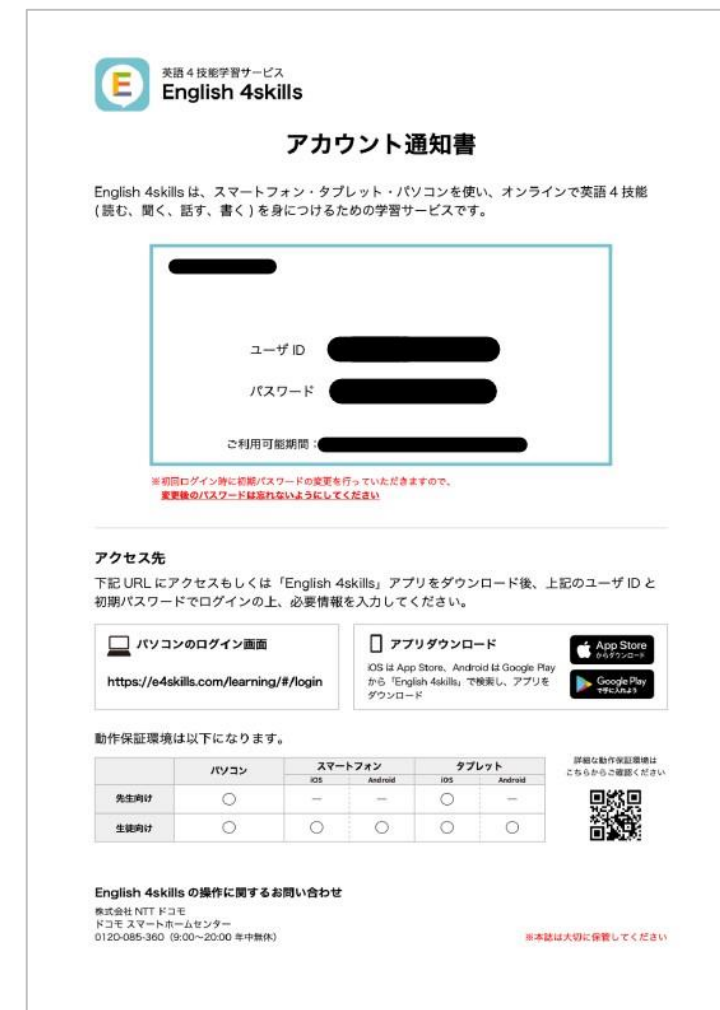 E
英語4技能学習サービス
English 4skills
アカウント通知書
English 4skills は、スマートフォン・タブレット・パソコンを使い、オンラインで英語4技能
(読む、聞く、話す、書く)を身につけるための学習サービスです。
ユーザ ID
パスワード
ご利用可能期間：
※初回ログイン時に初期パスワードの変更を行っていただきますので、
変更後のパスワードは忘れないようにしてください
アクセス先
下記 URL にアクセスもしくは「English 4skills」アプリをダウンロード後、上記のユーザ ID と
初期パスワードでログインの上、必要情報を入力してください。
パソコンのログイン画面
https://e4skills.com/learning/#/login
アプリダウンロード
iOS は App Store、Android は Google Play
から「English 4skills」で検索し、アプリを
ダウンロード
App Store
からダウンロード
Google Play
で手に入れよう
動作保証環境は以下になります。
パソコン スマートフォン タブレット
iOS Android iOS Android
先生向け ○ － － ○ －
生徒向け ○ ○ ○ ○ ○
詳細な動作保証環境は
こちらからご確認ください
English 4skills の操作に関するお問い合わせ
株式会社 NTT ドコモ
ドコモ スマートホームセンター
0120-085-360（9:00～20:00 年中無休）
※本誌は大切に保管してください